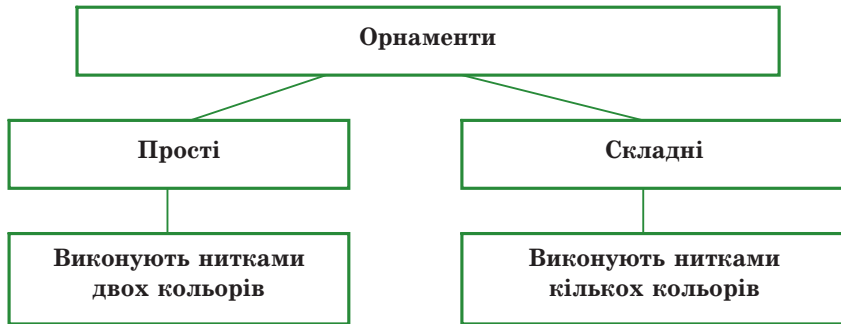 Орнаменти
Прості
Складні
Виконують нитками
двох кольорів
Виконують нитками
кількох кольорів